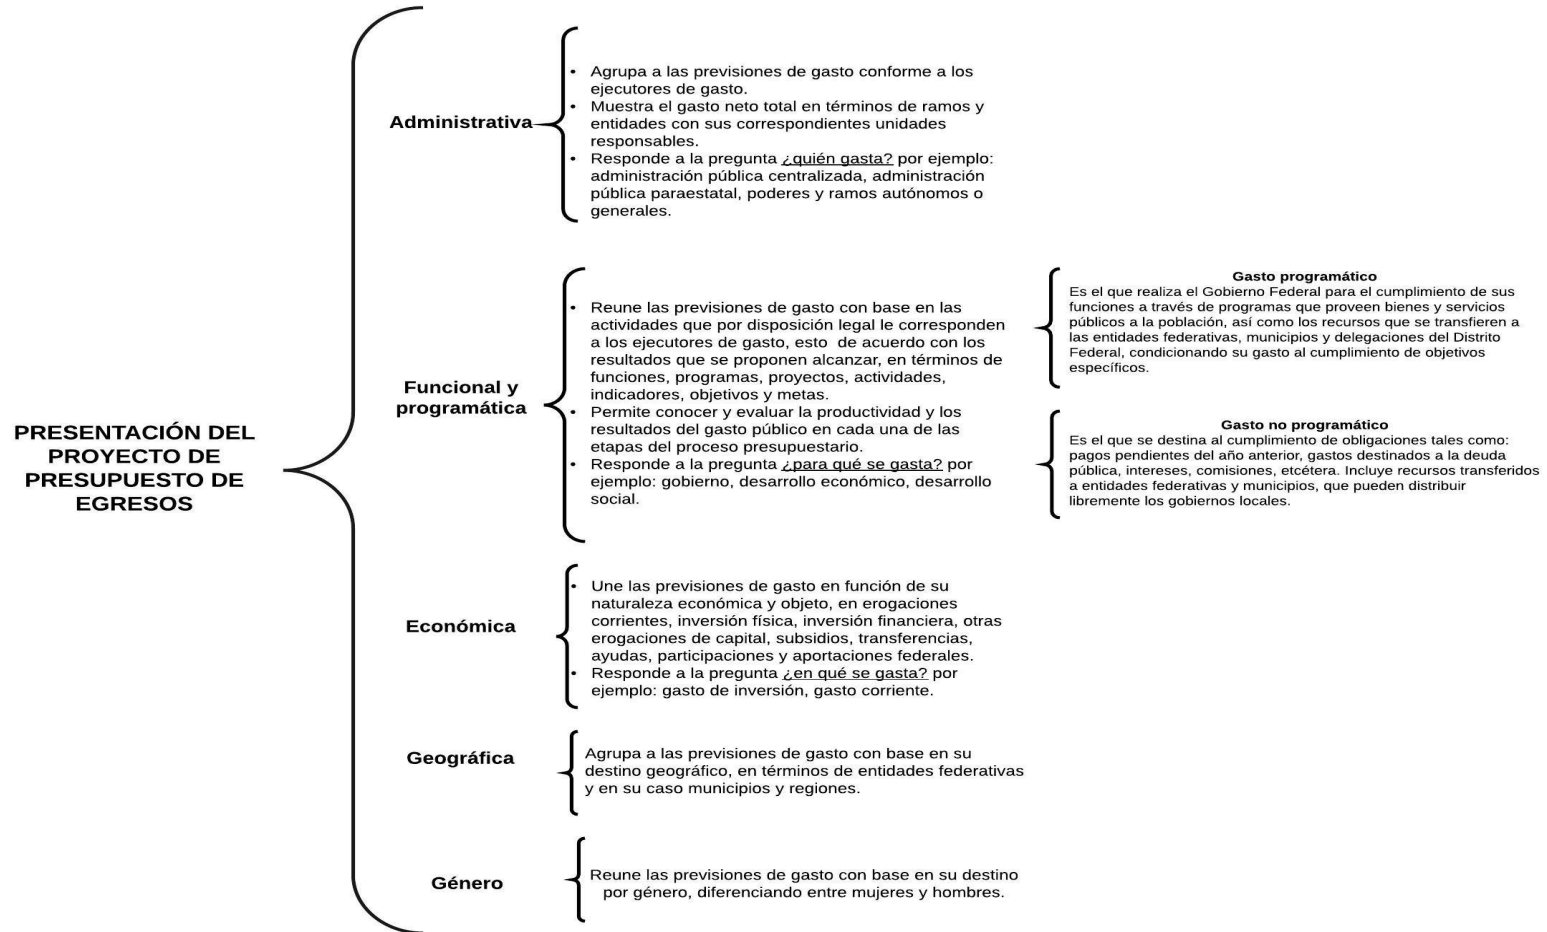 PRESENTACIÓN DEL
PROYECTO DE
PRESUPUESTO DE
EGRESOS
Administrativa
• Agrupa a las previsiones de gasto conforme a los
ejecutores de gasto.
• Muestra el gasto neto total en términos de ramos y
entidades con sus correspondientes unidades
responsables.
• Responde a la pregunta ¿quién gasta? por ejemplo:
administración pública centralizada, administración
pública paraestatal, poderes y ramos autónomos o
generales.
Funcional y
programática
• Reune las previsiones de gasto con base en las
actividades que por disposición legal le corresponden
a los ejecutores de gasto, esto de acuerdo con los
resultados que se proponen alcanzar, en términos de
funciones, programas, proyectos, actividades,
indicadores, objetivos y metas.
• Permite conocer y evaluar la productividad y los
resultados del gasto público en cada una de las
etapas del proceso presupuestario.
• Responde a la pregunta ¿para qué se gasta? por
ejemplo: gobierno, desarrollo económico, desarrollo
social.
Gasto programático
Es el que realiza el Gobierno Federal para el cumplimiento de sus
funciones a través de programas que proveen bienes y servicios
públicos a la población, así como los recursos que se transfieren a
las entidades federativas, municipios y delegaciones del Distrito
Federal, condicionando su gasto al cumplimiento de objetivos
específicos.
Gasto no programático
Es el que se destina al cumplimiento de obligaciones tales como:
pagos pendientes del año anterior, gastos destinados a la deuda
pública, intereses, comisiones, etcétera. Incluye recursos transferidos
a entidades federativas y municipios, que pueden distribuir
libremente los gobiernos locales.
Económica
• Une las previsiones de gasto en función de su
naturaleza económica y objeto, en erogaciones
corrientes, inversión física, inversión financiera, otras
erogaciones de capital, subsidios, transferencias,
ayudas, participaciones y aportaciones federales.
• Responde a la pregunta ¿en qué se gasta? por
ejemplo: gasto de inversión, gasto corriente.
Geográfica
Agrupa a las previsiones de gasto con base en su
destino geográfico, en términos de entidades federativas
y en su caso municipios y regiones.
Género
Reune las previsiones de gasto con base en su destino
por género, diferenciando entre mujeres y hombres.